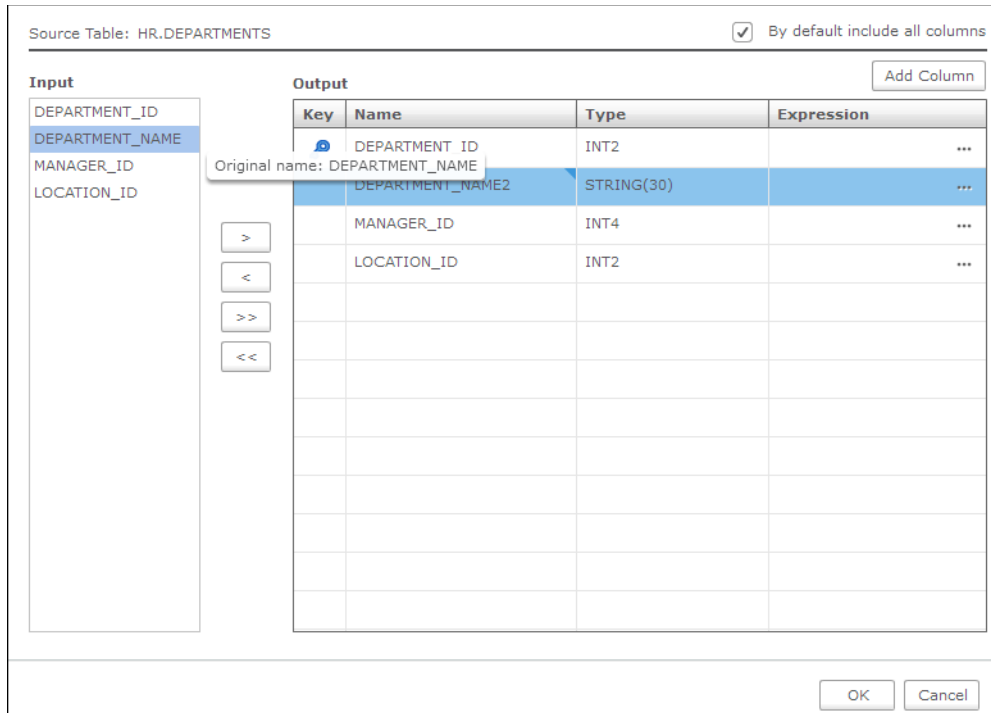 Source Table: HR.DEPARTMENTS
By default include all columns
Input
Output
Add Column
DEPARTMENT_ID
DEPARTMENT_NAME
MANAGER_ID
LOCATION_ID
>
<
>>
<<
Key Name Type Expression
DEPARTMENT_ID INT2 ...
Original name: DEPARTMENT_NAME
DEPARTMENT_NAME2 STRING(30) ...
MANAGER_ID INT4 ...
LOCATION_ID INT2 ...
OK Cancel